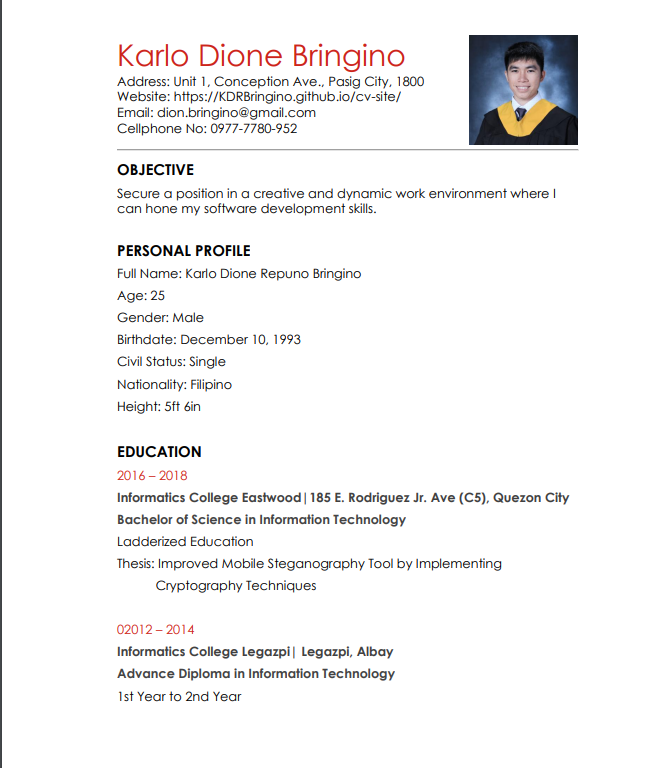 Karlo Dione Bringino
Address: Unit 1, Conception Ave., Pasig City, 1800
Website: https://KDRBringino.github.io/cv-site/
Email: dion.bringino@gmail.com
Cellphone No: 0977-7780-952
OBJECTIVE
Secure a position in a creative and dynamic work environment where I
can hone my software development skills.
PERSONAL PROFILE
Full Name: Karlo Dione Repuno Bringino
Age: 25
Gender: Male
Birthdate: December 10, 1993
Civil Status: Single
Nationality: Filipino
Height: 5ft 6in
EDUCATION
2016 – 2018
Informatics College Eastwood|185 E. Rodriguez Jr. Ave (C5), Quezon City
Bachelor of Science in Information Technology
Ladderized Education
Thesis: Improved Mobile Steganography Tool by Implementing
Cryptography Techniques
02012 – 2014
Informatics College Legazpi| Legazpi, Albay
Advance Diploma in Information Technology
1st Year to 2nd Year